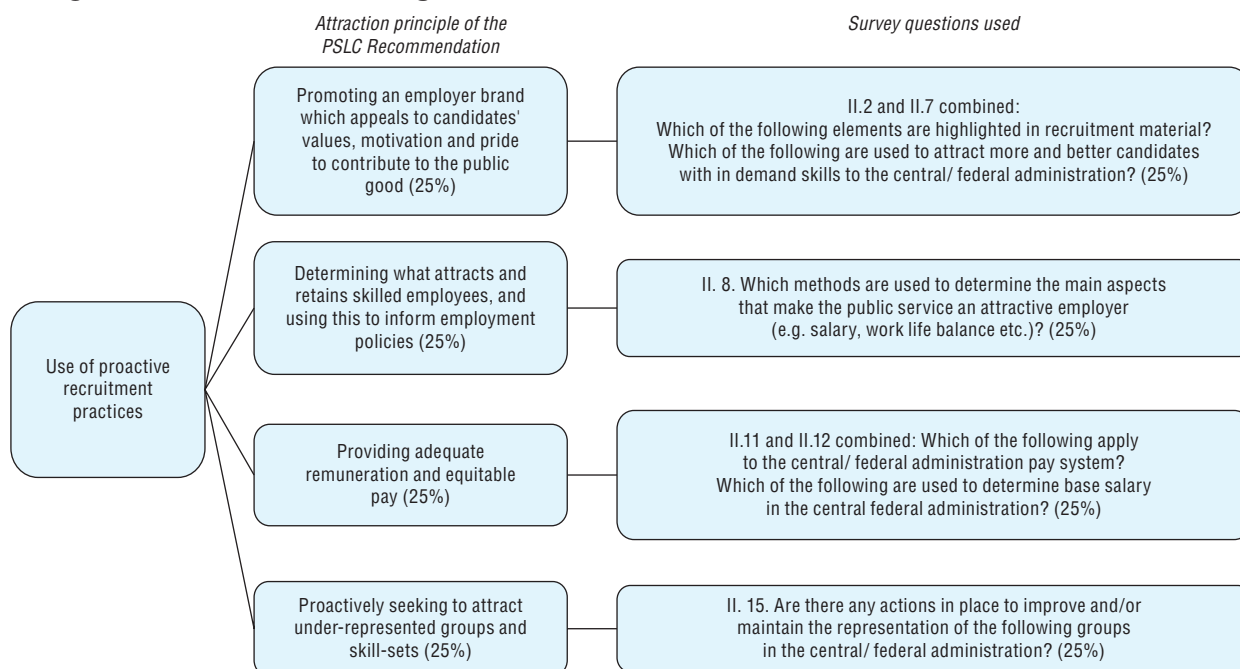 Attraction principle of the
PSLC Recommendation
Survey questions used
Use of proactive
recruitment
practices
Promoting an employer brand
which appeals to candidates'
values, motivation and pride
to contribute to the public
good (25%)
II.2 and II.7 combined:
Which of the following elements are highlighted in recruitment material?
Which of the following are used to attract more and better candidates
with in demand skills to the central/ federal administration? (25%)
Determining what attracts and
retains skilled employees, and
using this to inform employment
policies (25%)
II. 8. Which methods are used to determine the main aspects
that make the public service an attractive employer
(e.g. salary, work life balance etc.)? (25%)
Providing adequate
remuneration and equitable
pay (25%)
II.11 and II.12 combined: Which of the following apply
to the central/ federal administration pay system?
Which of the following are used to determine base salary
in the central federal administration? (25%)
Proactively seeking to attract
under-represented groups and
skill-sets (25%)
II. 15. Are there any actions in place to improve and/or
maintain the representation of the following groups
in the central/ federal administration? (25%)